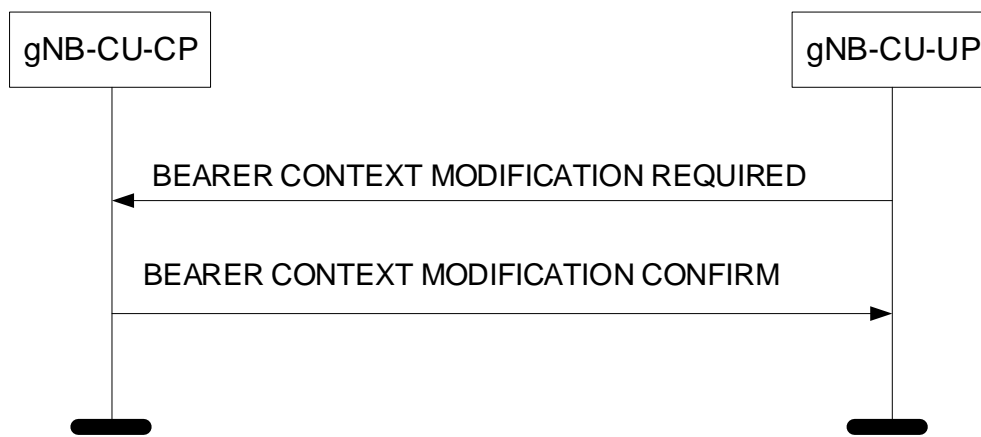 gNB-CU-CP
gNB-CU-UP
BEARER CONTEXT MODIFICATION REQUIRED
BEARER CONTEXT MODIFICATION CONFIRM